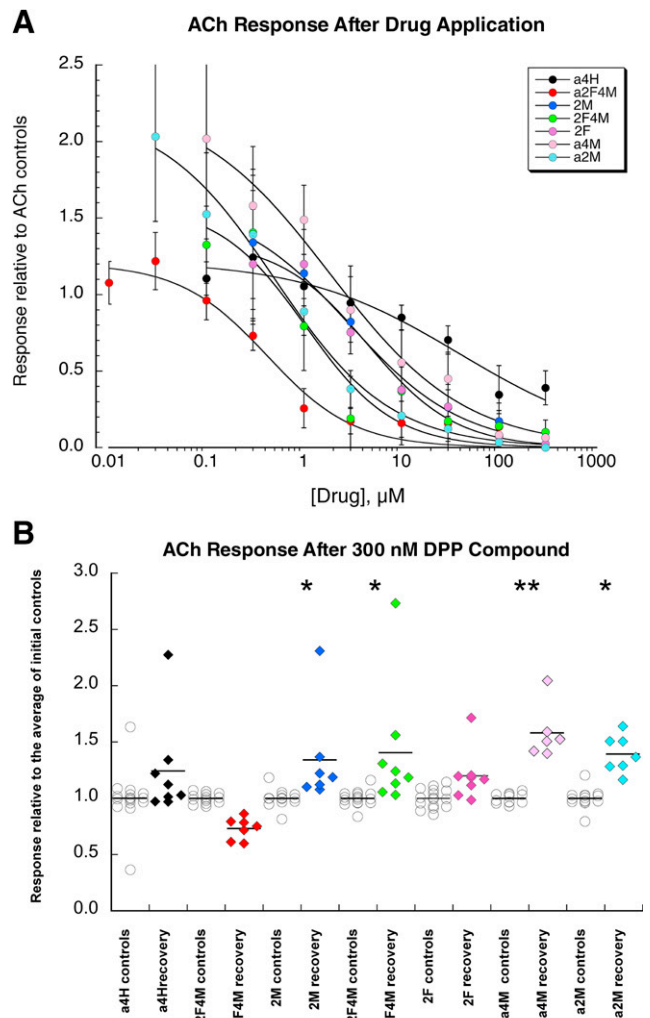 A
ACh Response After Drug Application
Response relative to ACh controls
2.5
2.0
1.5
1.0
0.5
0.0
a4H
a2F4M
2M
2F4M
2F
a4M
a2M
0.01 0.1 1 10 100 1000
[Drug], µM
B
ACh Response After 300 nM DPP Compound
Response relative to the average of initial controls
3.0
2.5
2.0
1.5
1.0
0.5
0.0
* * ** *
a4H controls
a4Hrecovery
2F4M controls
F4M recovery
2M controls
2M recovery
2F4M controls
F4M recovery
2F controls
2F recovery
a4M controls
a4M recovery
a2M controls
a2M recovery